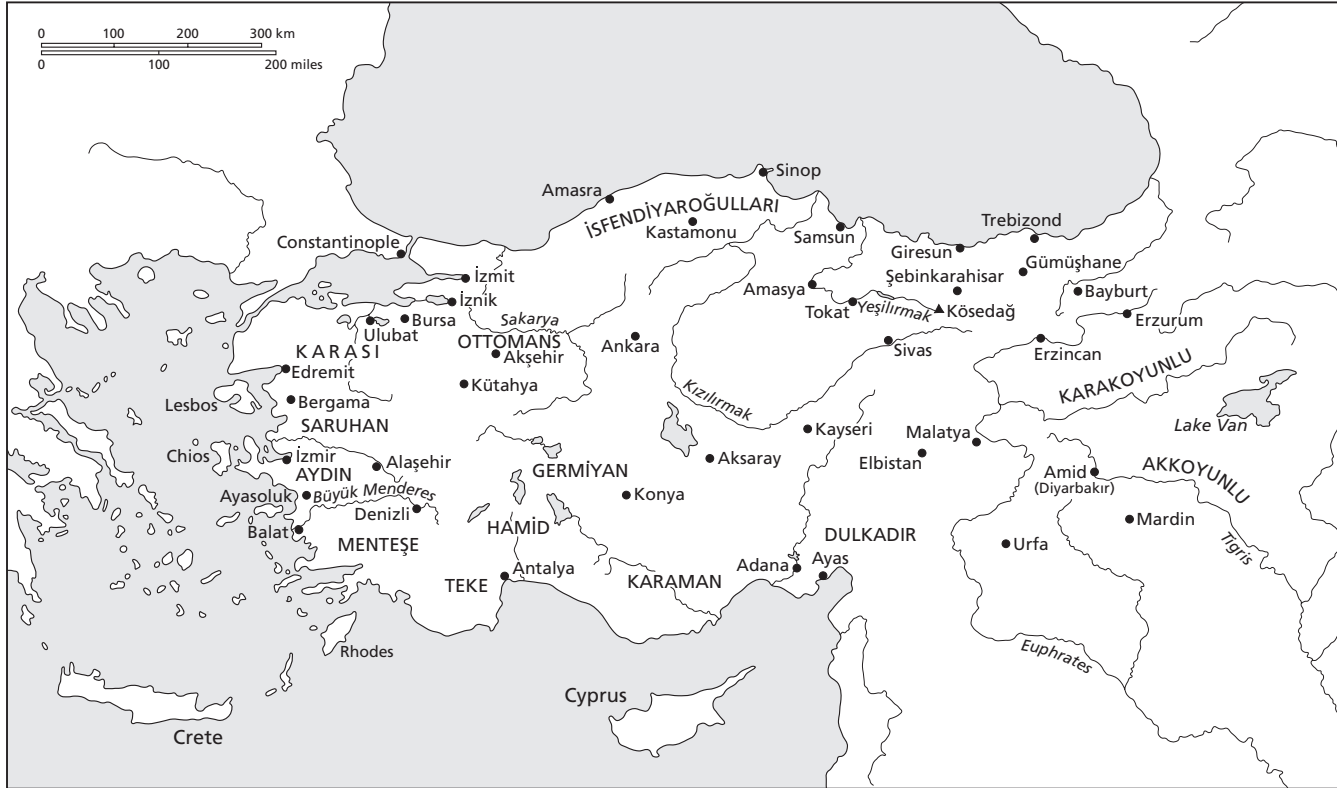 0 100 200 300 km
0 100 200 miles
Sinop
Amasra
İSFENDİYAROĞULLARI
Kastamonu
Samsun
Trebizond
Constantinople
Giresun
Gümüşhane
İzmit
Şebinkarahisar
Amasya
Bayburt
İznik
Tokat
Yeşilırmak
Kösedağ
Bursa
Sakarya
Erzurum
Ulubat
OTTOMANS
Ankara
Sivas
Erzincan
KARASI
Akşehir
Edremit
KARAKOYUNLU
Kütahya
Kızılırmak
Lesbos
Bergama
Lake Van
SARUHAN
Kayseri
Malatya
Chios
İzmir
Alaşehir
GERMİYAN
Aksaray
Elbistan
AYDIN
Amid
(Diyarbakır)
AKKOYUNLU
Ayasoluk
Büyük Menderes
Konya
Denizli
Mardin
Balat
HAMİD
MENTEŞE
DULKADIR
Urfa
Tigris
Adana
Ayas
TEKE
Antalya
KARAMAN
Rhodes
Euphrates
Cyprus
Crete